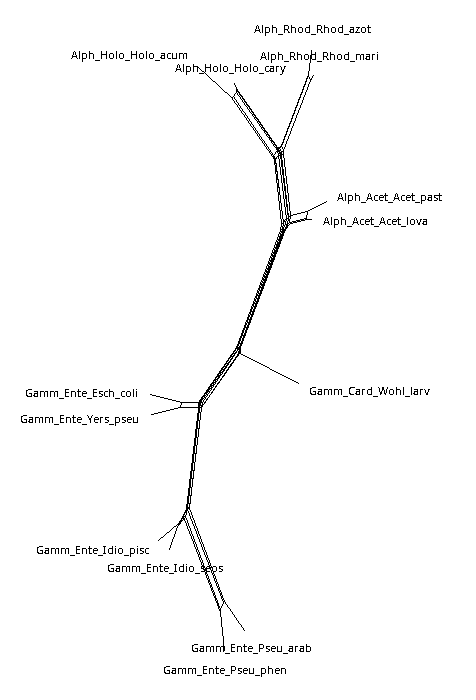 Alph_Rhod_Rhod_azot
Alph_Holo_Holo_acum
Alph_Rhod_Rhod_mari
Alph_Holo_Holo_cary
Alph_Acet_Acet_past
Alph_Acet_Acet_lova
Gamm_Card_Wohl_larv
Gamm_Ente_Esch_coli
Gamm_Ente_Yers_pseu
Gamm_Ente_Idio_pisc
Gamm_Ente_Idio_seos
Gamm_Ente_Pseu_arab
Gamm_Ente_Pseu_phen